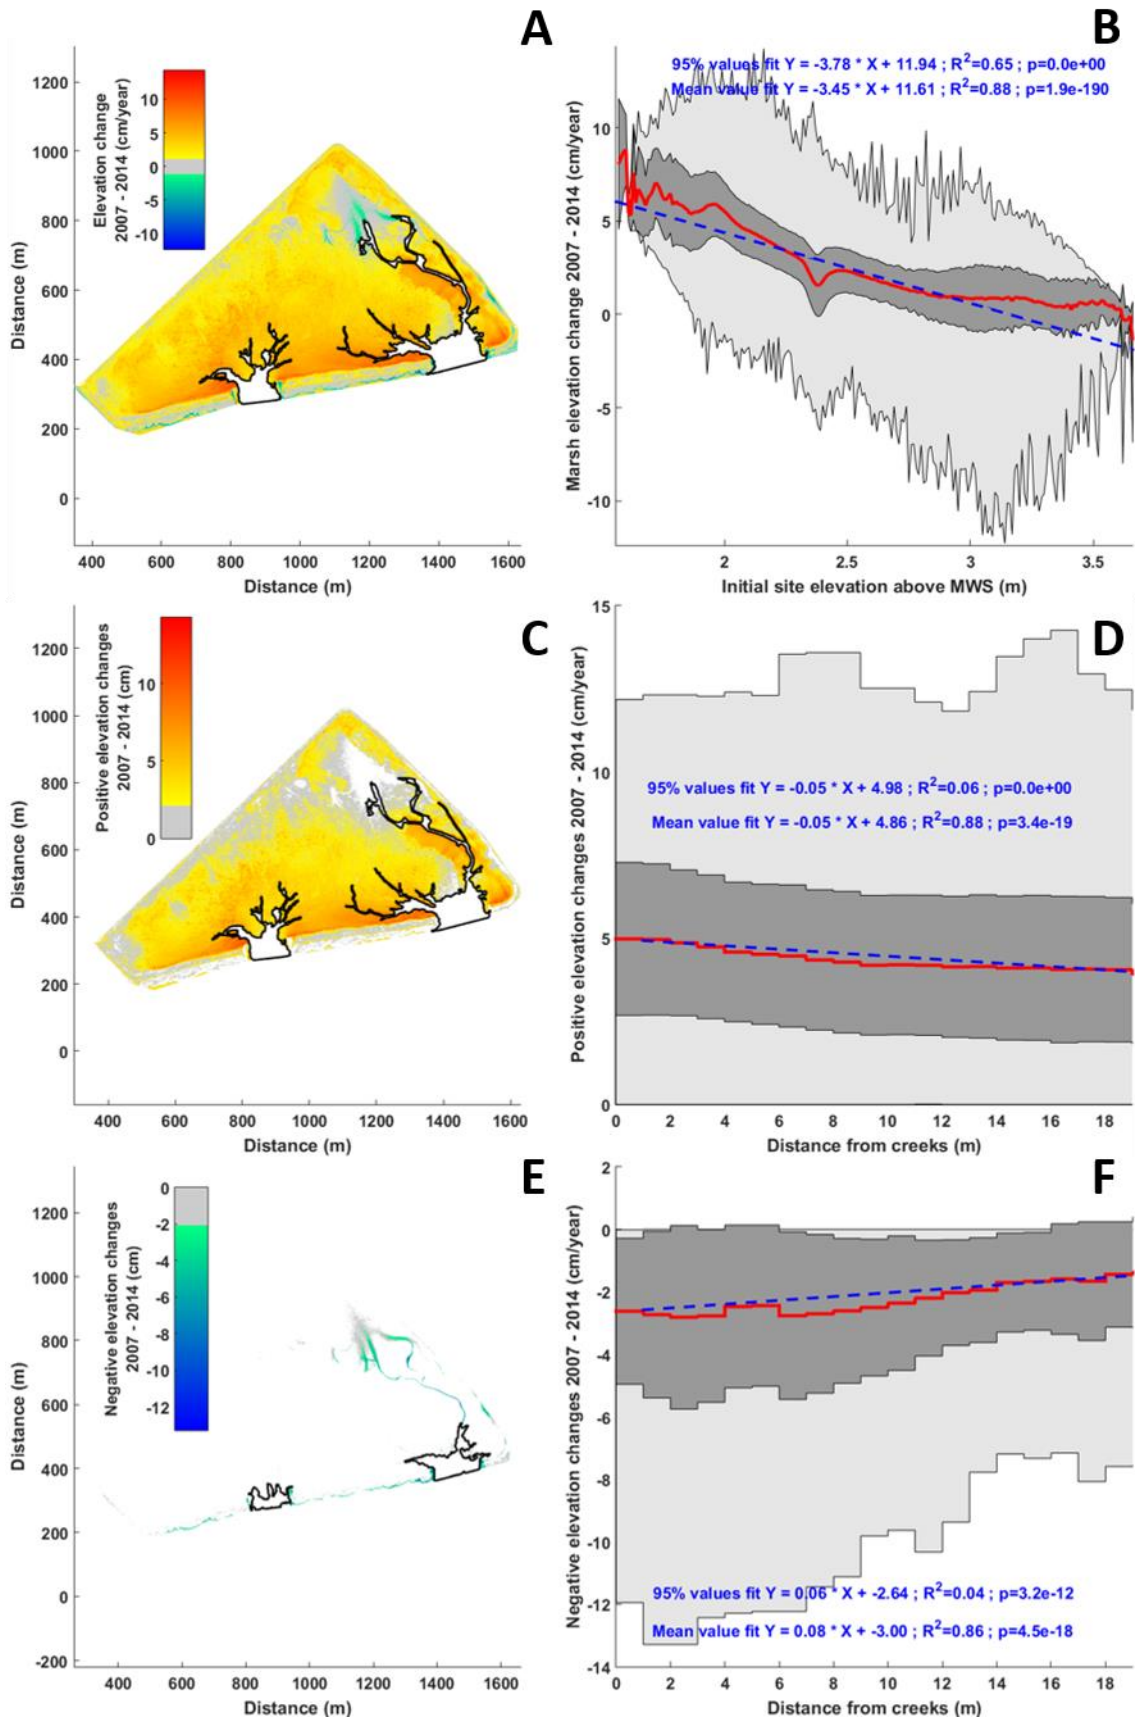 A
Elevation change
2007 - 2014 (cm/year)
10
5
0
-5
-10
1200
1000
800
600
400
200
0
Distance (m)
400 600 800 1000 1200 1400 1600
Distance (m)
B
95% values fit Y = -3.78 * X + 11.94 ; R²=0.65 ; p=0.0e+00
Mean value fit Y = -3.45 * X + 11.61 ; R²=0.88 ; p=1.9e-190
Marsh elevation change 2007 - 2014 (cm/year)
10
5
0
-5
-10
2 2.5 3 3.5
Initial site elevation above MWS (m)
C
Positive elevation changes
2007 - 2014 (cm)
10
5
0
1200
1000
800
600
400
200
0
Distance (m)
400 600 800 1000 1200 1400 1600
Distance (m)
D
95% values fit Y = -0.05 * X + 4.98 ; R²=0.06 ; p=0.0e+00
Mean value fit Y = -0.05 * X + 4.86 ; R²=0.88 ; p=3.4e-19
Positive elevation changes 2007 - 2014 (cm/year)
15
10
5
0
0 2 4 6 8 10 12 14 16 18
Distance from creeks (m)
E
Negative elevation changes
2007 - 2014 (cm)
0
-2
-4
-6
-8
-10
-12
1200
1000
800
600
400
200
0
-200
Distance (m)
400 600 800 1000 1200 1400 1600
Distance (m)
F
Negative elevation changes 2007 - 2014 (cm/year)
2
0
-2
-4
-6
-8
-10
-12
-14
95% values fit Y = 0.06 * X + -2.64 ; R²=0.04 ; p=3.2e-12
Mean value fit Y = 0.08 * X + -3.00 ; R²=0.86 ; p=4.5e-18
0 2 4 6 8 10 12 14 16 18
Distance from creeks (m)